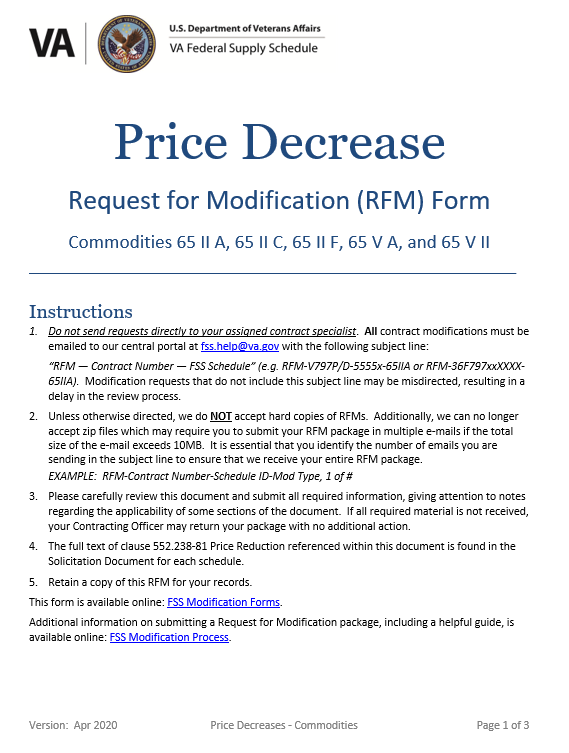 VA
U.S. Department of Veterans Affairs
VA Federal Supply Schedule
Price Decrease
Request for Modification (RFM) Form
Commodities 65 II A, 65 II C, 65 II F, 65 V A, and 65 V II
Instructions
1. Do not send requests directly to your assigned contract specialist. All contract modifications must be
emailed to our central portal at fss.help@va.gov with the following subject line:
“RFM — Contract Number — FSS Schedule” (e.g. RFM-V797P/D-5555x-65IIA or RFM-36F797xxXXXX-
65IIA). Modification requests that do not include this subject line may be misdirected, resulting in a
delay in the review process.
2. Unless otherwise directed, we do NOT accept hard copies of RFMs. Additionally, we can no longer
accept zip files which may require you to submit your RFM package in multiple e-mails if the total
size of the e-mail exceeds 10MB. It is essential that you identify the number of emails you are
sending in the subject line to ensure that we receive your entire RFM package.
EXAMPLE: RFM-Contract Number-Schedule ID-Mod Type, 1 of #
3. Please carefully review this document and submit all required information, giving attention to notes
regarding the applicability of some sections of the document. If all required material is not received,
your Contracting Officer may return your package with no additional action.
4. The full text of clause 552.238-81 Price Reduction referenced within this document is found in the
Solicitation Document for each schedule.
5. Retain a copy of this RFM for your records.
This form is available online: FSS Modification Forms.
Additional information on submitting a Request for Modification package, including a helpful guide, is
available online: FSS Modification Process.
Version: Apr 2020 Price Decreases - Commodities Page 1 of 3